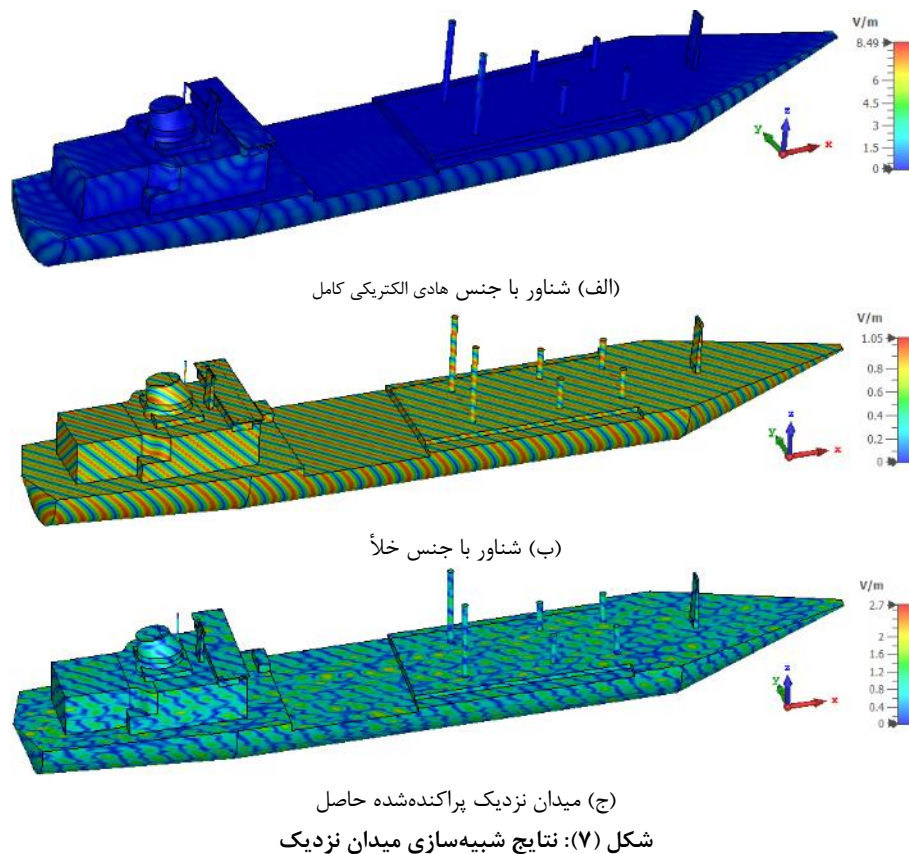 V/m
8.49
6
4.5
3
1.5
0
z
y
x
(الف) شناور با جنس هادی الکتریکی کامل
V/m
1.05
0.8
0.6
0.4
0.2
0
z
y
x
(ب) شناور با جنس خلأ
V/m
2.7
2
1.6
1.2
0.8
0.4
0
z
y
x
(ج) میدان نزدیک پراکنده‌شده حاصل
شکل (۷): نتایج شبیه‌سازی میدان نزدیک